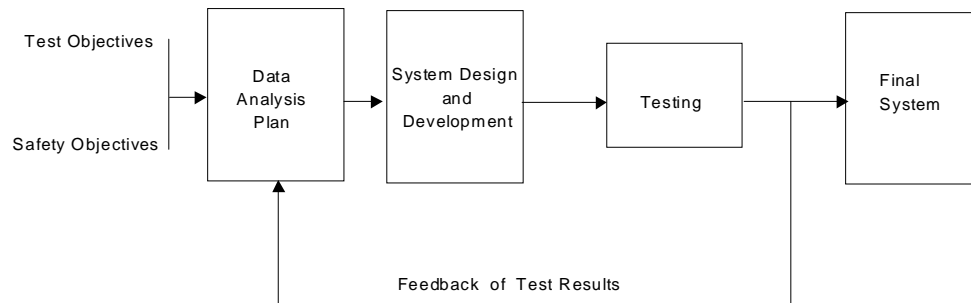 Test Objectives
Safety Objectives
Data
Analysis
Plan
System Design
and
Development
Testing
Final
System
Feedback of Test Results